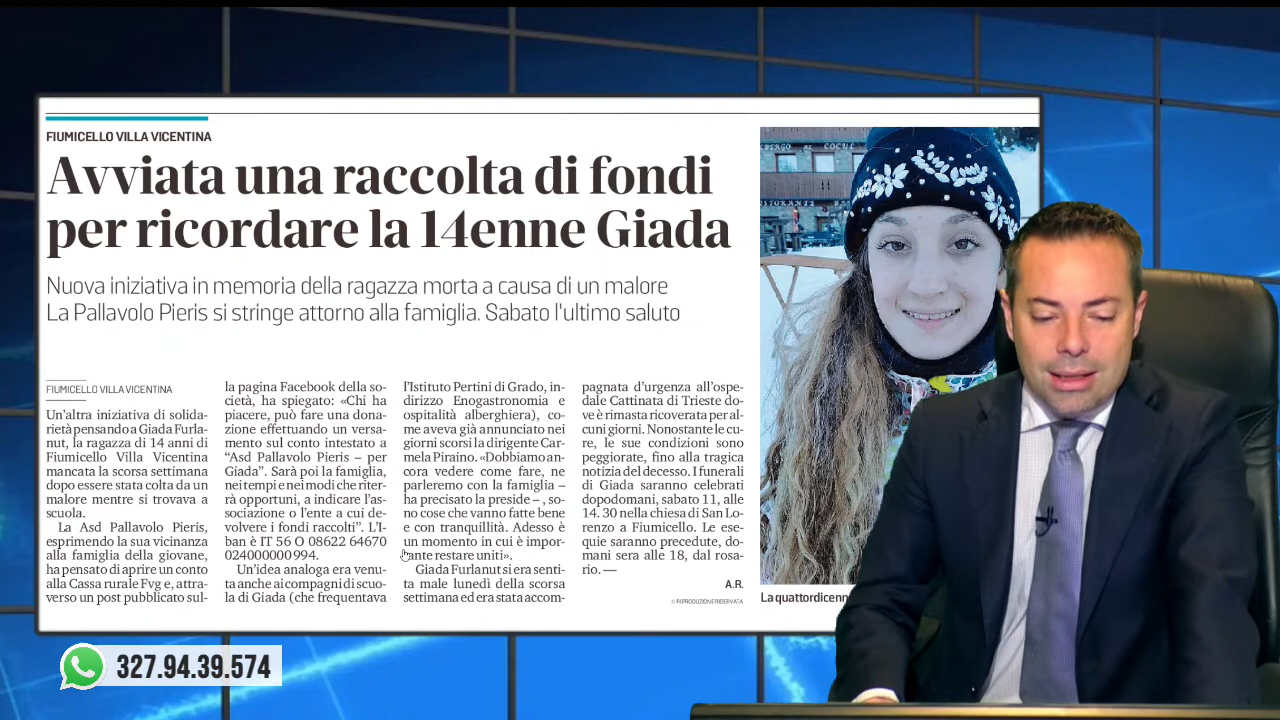 FIUMICELLO VILLA VICENTINA
Avviata una raccolta di fondi
per ricordare la 14enne Giada
Nuova iniziativa in memoria della ragazza morta a causa di un malore
La Pallavolo Pieris si stringe attorno alla famiglia. Sabato l'ultimo saluto
FIUMICELLO VILLA VICENTINA
Un'altra iniziativa di solida-
rietà pensando a Giada Furla-
nut, la ragazza di 14 anni di
Fiumicello Villa Vicentina
mancata la scorsa settimana
dopo essere stata colta da un
malore mentre si trovava a
scuola.
La Asd Pallavolo Pieris,
esprimendo la sua vicinanza
alla famiglia della giovane,
ha pensato di aprire un conto
alla Cassa rurale Fvg e, attra-
verso un post pubblicato sul-
la pagina Facebook della so-
cietà, ha spiegato: «Chi ha
piacere, può fare una dona-
zione effettuando un versa-
mento sul conto intestato a
“Asd Pallavolo Pieris – per
Giada”. Sarà poi la famiglia,
nei tempi e nei modi che riter-
rà opportuni, a indicare l'as-
sociazione o l'ente a cui de-
volvere i fondi raccolti”. L'I-
ban è IT 56 O 08622 64670
024000000994.
Un'idea analoga era venu-
ta anche ai compagni di scuo-
la di Giada (che frequentava
l'Istituto Pertini di Grado, in-
dirizzo Enogastronomia e
ospitalità alberghiera), co-
me aveva già annunciato nei
giorni scorsi la dirigente Car-
mela Piraino. «Dobbiamo an-
cora vedere come fare, ne
parleremo con la famiglia –
ha precisato la preside – , so-
no cose che vanno fatte bene
e con tranquillità. Adesso è
un momento in cui è impor-
tante restare uniti».
Giada Furlanut si era senti-
ta male lunedì della scorsa
settimana ed era stata accom-
pagnata d'urgenza all'ospe-
dale Cattinara di Trieste do-
ve è rimasta ricoverata per al-
cuni giorni. Nonostante le cu-
re, le sue condizioni sono
peggiorate, fino alla tragica
notizia del decesso. I funerali
di Giada saranno celebrati
dopodomani, sabato 11, alle
14.30 nella chiesa di San Lo-
renzo a Fiumicello. Le ese-
quie saranno precedute, do-
mani sera alle 18, dal rosa-
rio. —
A.R.
© RIPRODUZIONE RISERVATA
La quattordicenn
327.94.39.574